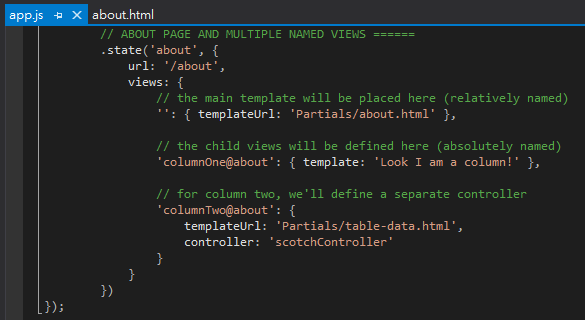 app.js about.html
// ABOUT PAGE AND MULTIPLE NAMED VIEWS ======
.state('about', {
url: '/about',
views: {
// the main template will be placed here (relatively named)
'': { templateUrl: 'Partials/about.html' },
// the child views will be defined here (absolutely named)
'columnOne@about': { template: 'Look I am a column!' },
// for column two, we'll define a separate controller
'columnTwo@about': {
templateUrl: 'Partials/table-data.html',
controller: 'scotchController'
}
}
})
});